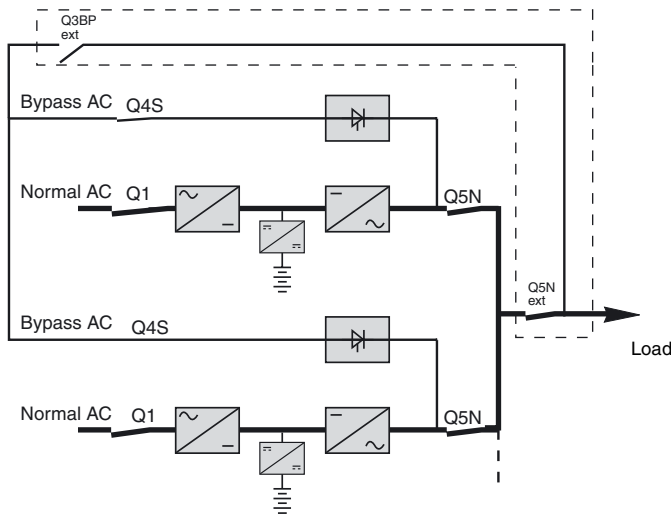 Q3BP
ext
Bypass AC Q4S
Normal AC Q1
Q5N
Q5N
ext
Bypass AC Q4S
Load
Normal AC Q1
Q5N